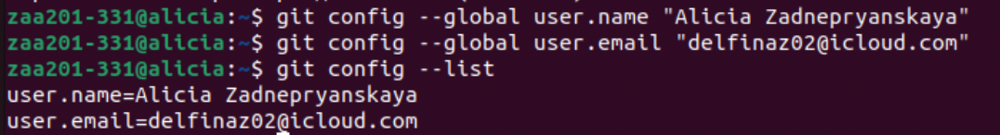 zaa201-331@alicia:~$ git config --global user.name "Alicia Zadnepryanskaya"
zaa201-331@alicia:~$ git config --global user.email "delfinaz02@icloud.com"
zaa201-331@alicia:~$ git config --list
user.name=Alicia Zadnepryanskaya
user.email=delfinaz02@icloud.com